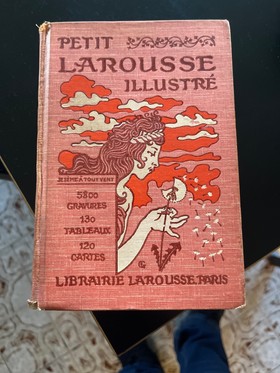 PETIT
LAROUSSE
ILLUSTRÉ
JE SÈME À TOUT VENT
5800
GRAVURES
130
TABLEAUX
120
CARTES
LIBRAIRIE LAROUSSE, PARIS